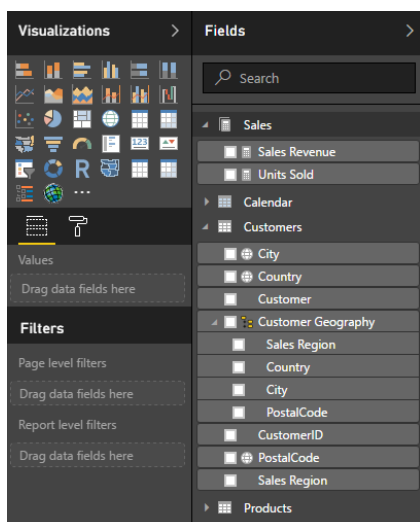 Visualizations
Values
Drag data fields here
Filters
Page level filters
Drag data fields here
Report level filters
Drag data fields here
Fields
Search
Sales
Sales Revenue
Units Sold
Calendar
Customers
City
Country
Customer
Customer Geography
Sales Region
Country
City
PostalCode
CustomerID
PostalCode
Sales Region
Products
R
123